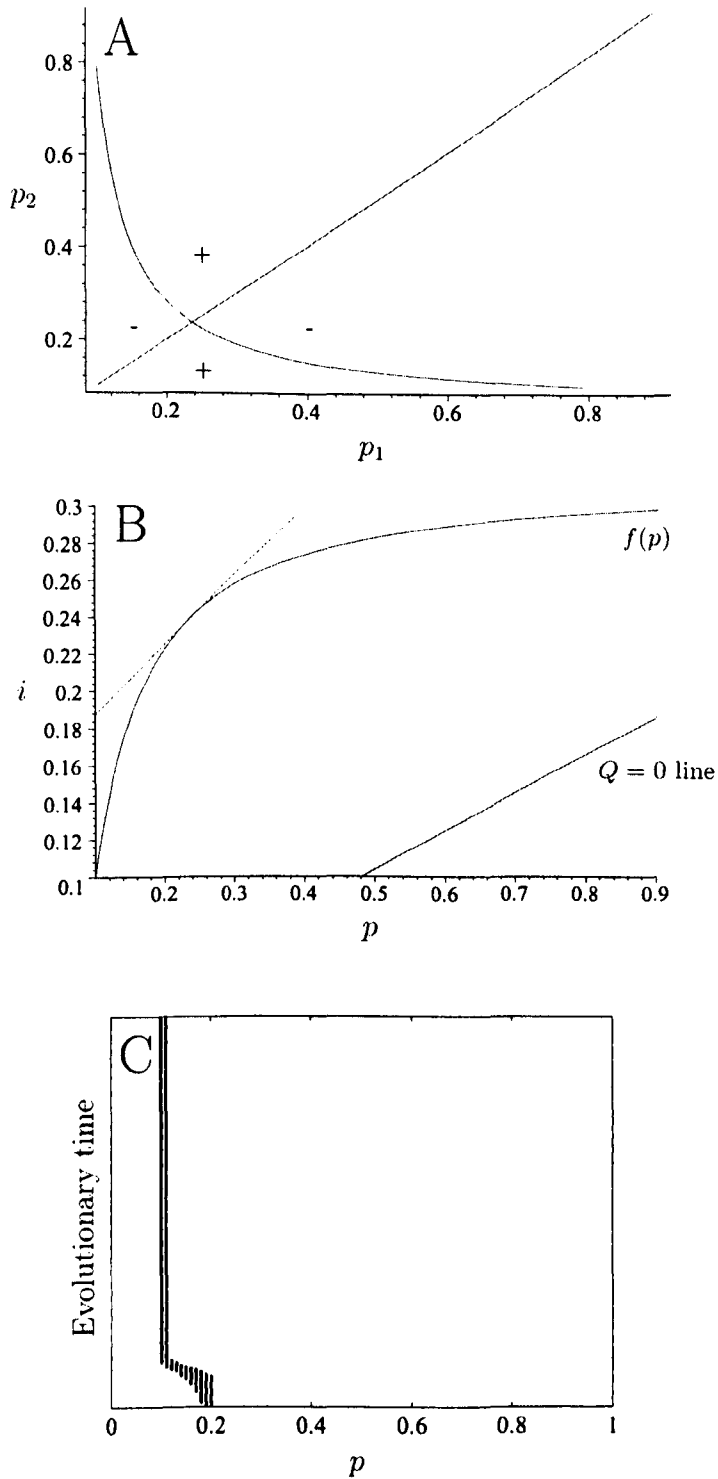 A
0.8
0.6
p₂
0.4
0.2
+
- -
+
0.2 0.4 0.6 0.8
p₁
B
0.3
0.28
0.26
0.24
0.22
i
0.2
0.18
0.16
0.14
0.12
0.1
f(p)
Q = 0 line
0.2 0.3 0.4 0.5 0.6 0.7 0.8 0.9
p
C
Evolutionary time
0 0.2 0.4 0.6 0.8 1
p